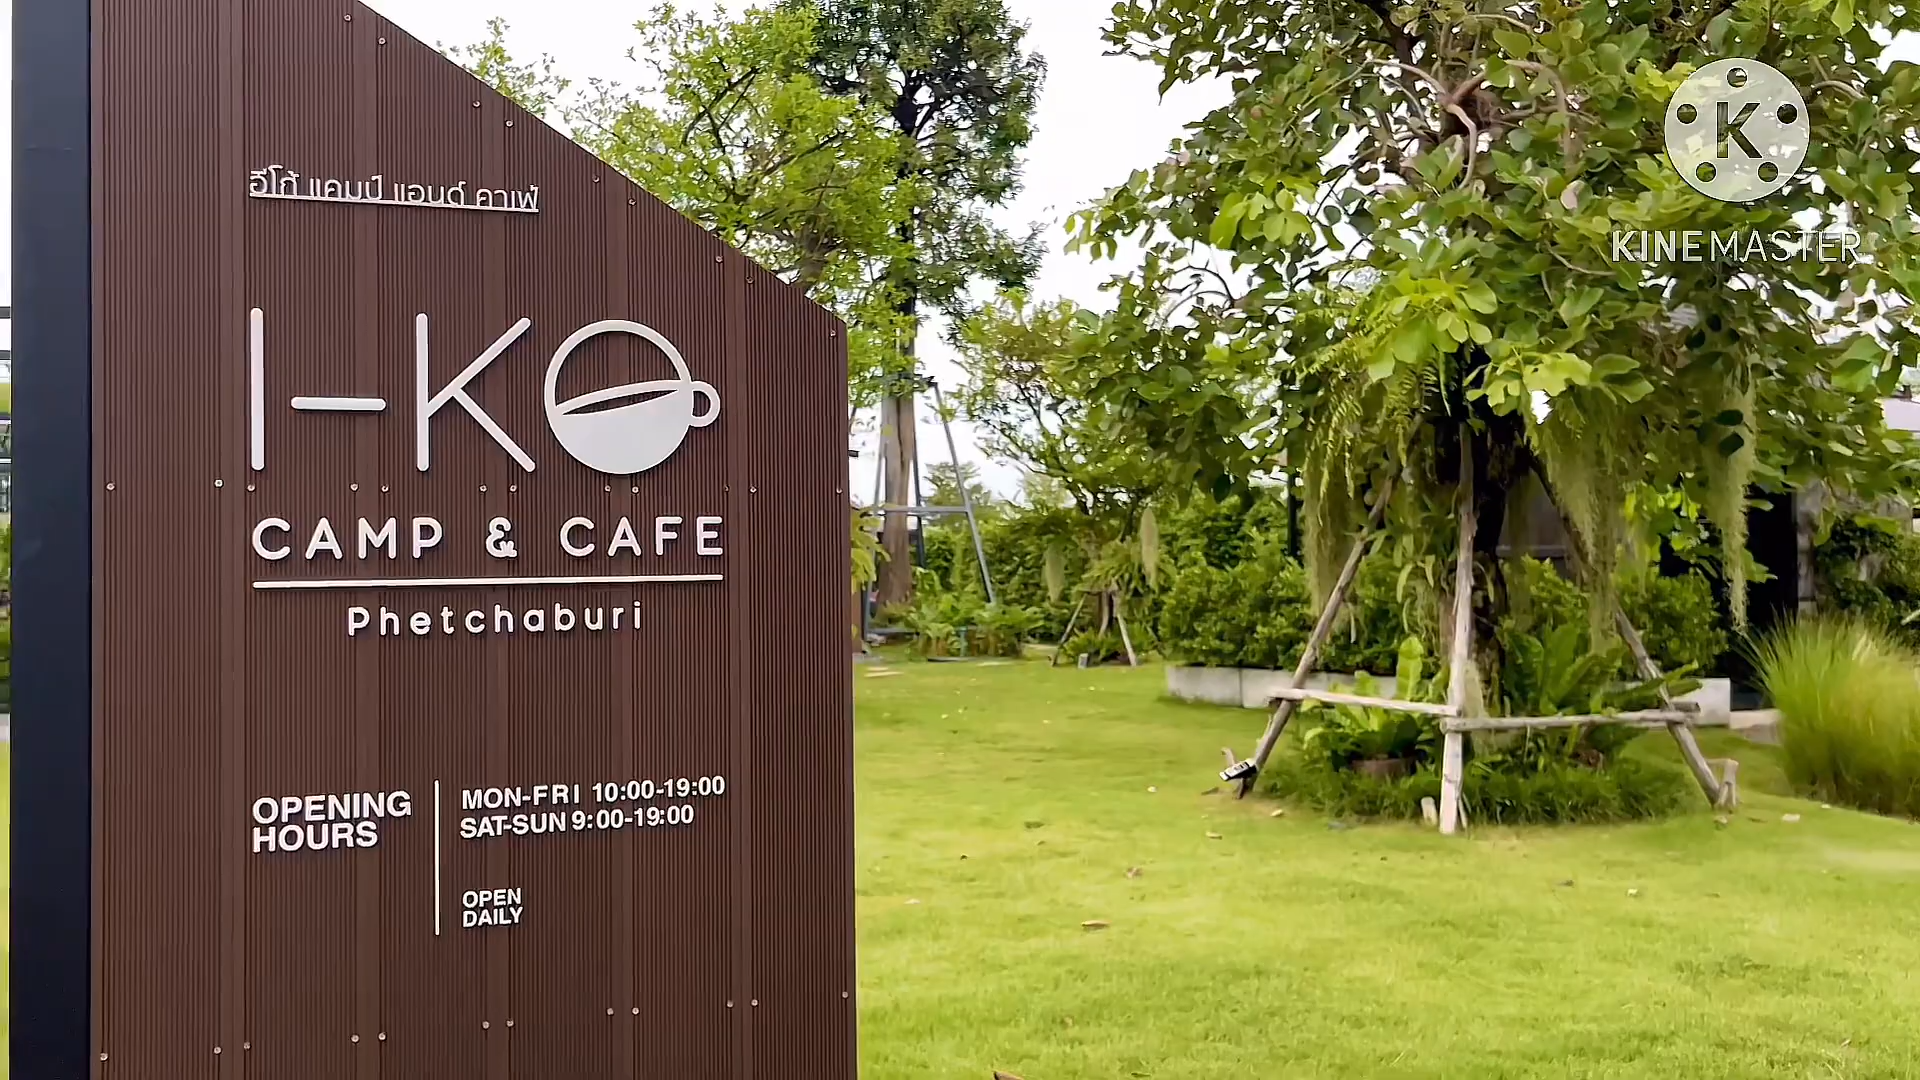 อีโก้ แคมป์ แอนด์ คาเฟ่
I-KO
CAMP & CAFE
Phetchaburi
OPENING
HOURS
MON-FRI 10:00-19:00
SAT-SUN 9:00-19:00
OPEN
DAILY
K
KINEMASTER